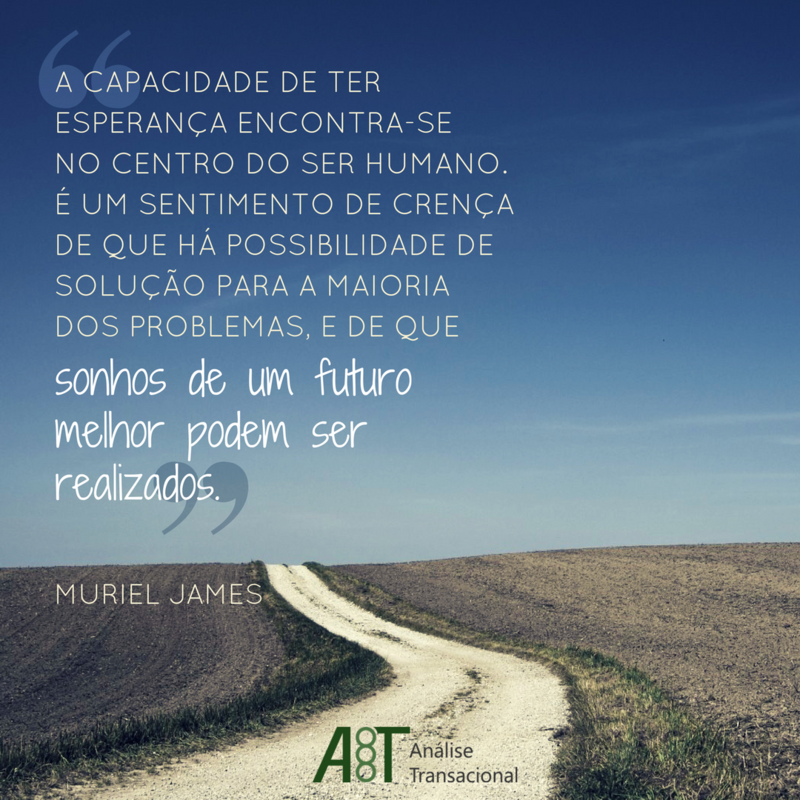 A CAPACIDADE DE TER
ESPERANÇA ENCONTRA-SE
NO CENTRO DO SER HUMANO.
É UM SENTIMENTO DE CRENÇA
DE QUE HÁ POSSIBILIDADE DE
SOLUÇÃO PARA A MAIORIA
DOS PROBLEMAS, E DE QUE
sonhos de um futuro
melhor podem ser
realizados.
MURIEL JAMES
AT Análise
Transacional